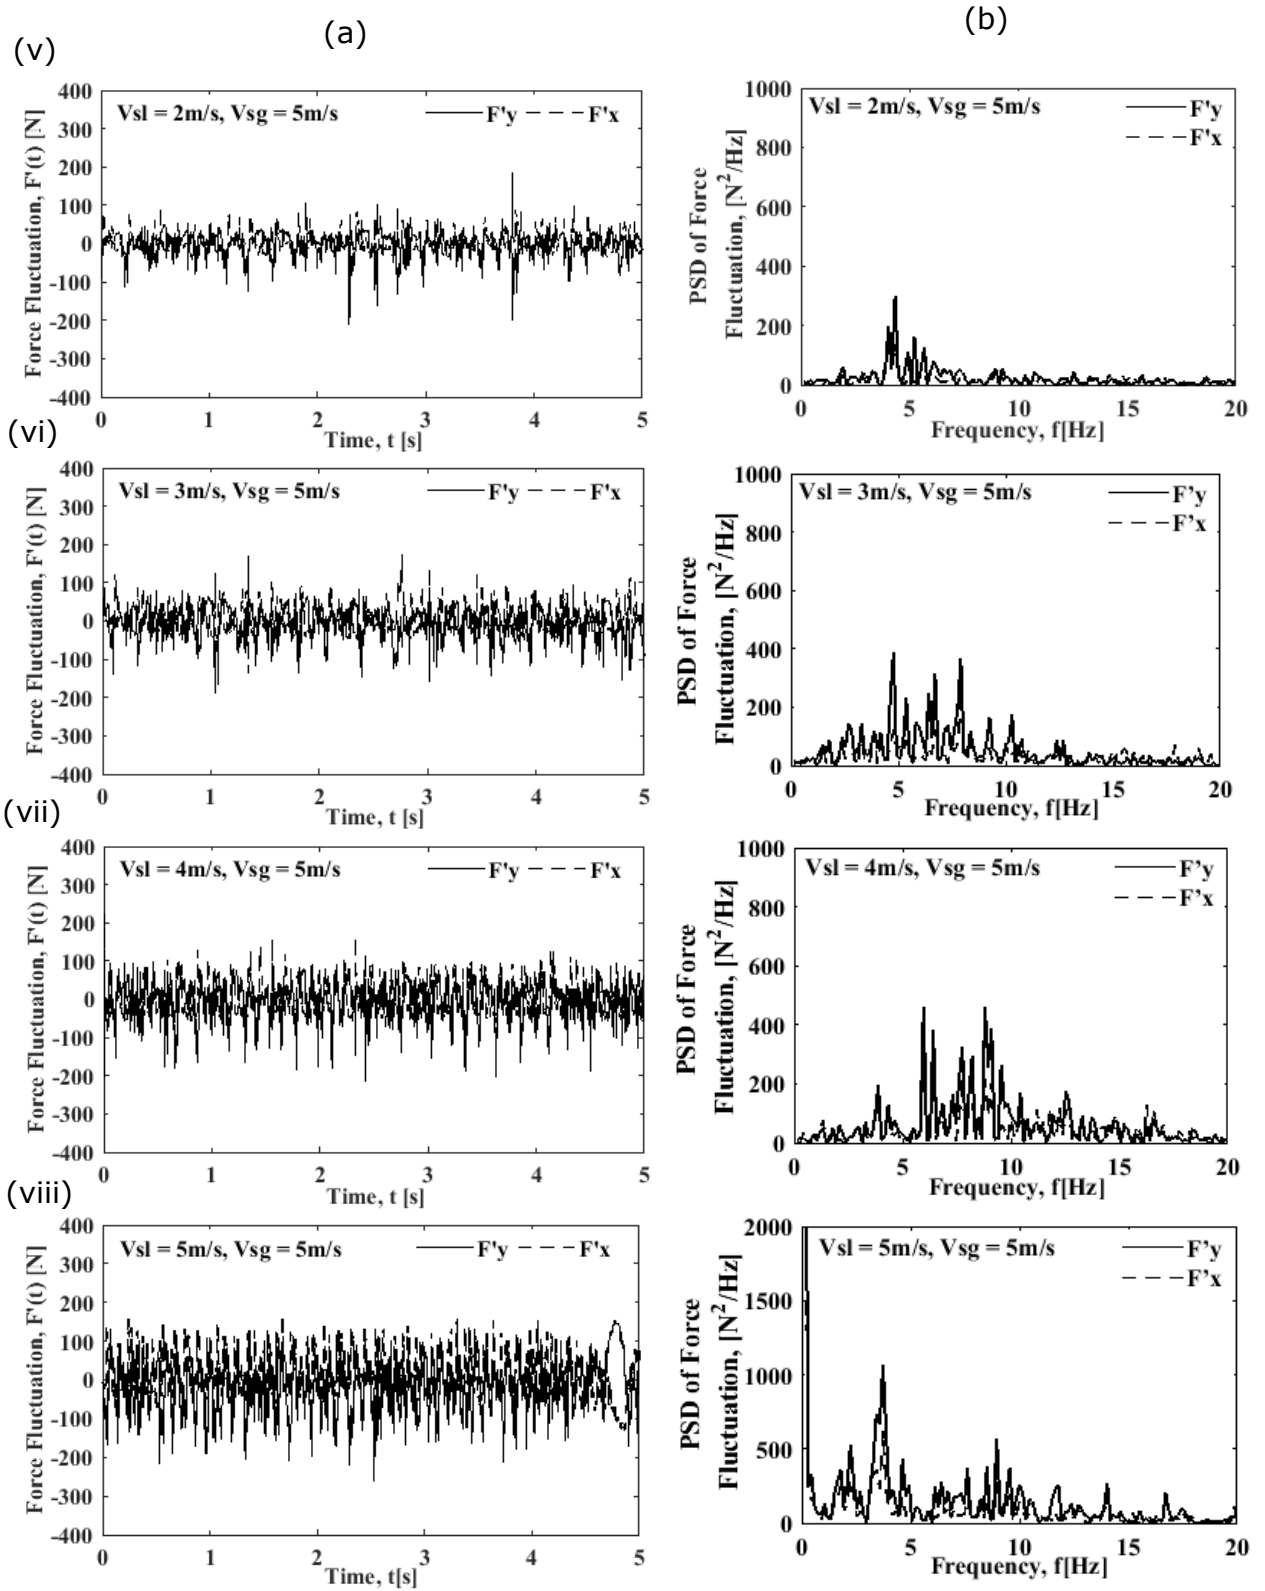 (a)
(b)
(v)
Vsl = 2m/s, Vsg = 5m/s
F'y
F'x
400
300
200
100
0
-100
-200
-300
-400
Force Fluctuation, F'(t) [N]
0 1 2 3 4 5
Time, t [s]
Vsl = 2m/s, Vsg = 5m/s
F'y
F'x
1000
800
600
400
200
0
PSD of Force
Fluctuation, [N²/Hz]
0 5 10 15 20
Frequency, f[Hz]
(vi)
Vsl = 3m/s, Vsg = 5m/s
F'y
F'x
400
300
200
100
0
-100
-200
-300
-400
Force Fluctuation, F'(t) [N]
0 1 2 3 4 5
Time, t [s]
Vsl = 3m/s, Vsg = 5m/s
F’y
F’x
1000
800
600
400
200
0
PSD of Force
Fluctuation, [N²/Hz]
0 5 10 15 20
Frequency, f[Hz]
(vii)
Vsl = 4m/s, Vsg = 5m/s
F'y
F'x
400
300
200
100
0
-100
-200
-300
-400
Force Fluctuation, F'(t) [N]
0 1 2 3 4 5
Time, t [s]
Vsl = 4m/s, Vsg = 5m/s
F’y
F’x
1000
800
600
400
200
0
PSD of Force
Fluctuation, [N²/Hz]
0 5 10 15 20
Frequency, f[Hz]
(viii)
Vsl = 5m/s, Vsg = 5m/s
F'y
F'x
400
300
200
100
0
-100
-200
-300
-400
Force Fluctuation, F'(t) [N]
0 1 2 3 4 5
Time, t[s]
Vsl = 5m/s, Vsg = 5m/s
F’y
F’x
2000
1500
1000
500
0
PSD of Force
Fluctuation, [N²/Hz]
0 5 10 15 20
Frequency, f[Hz]